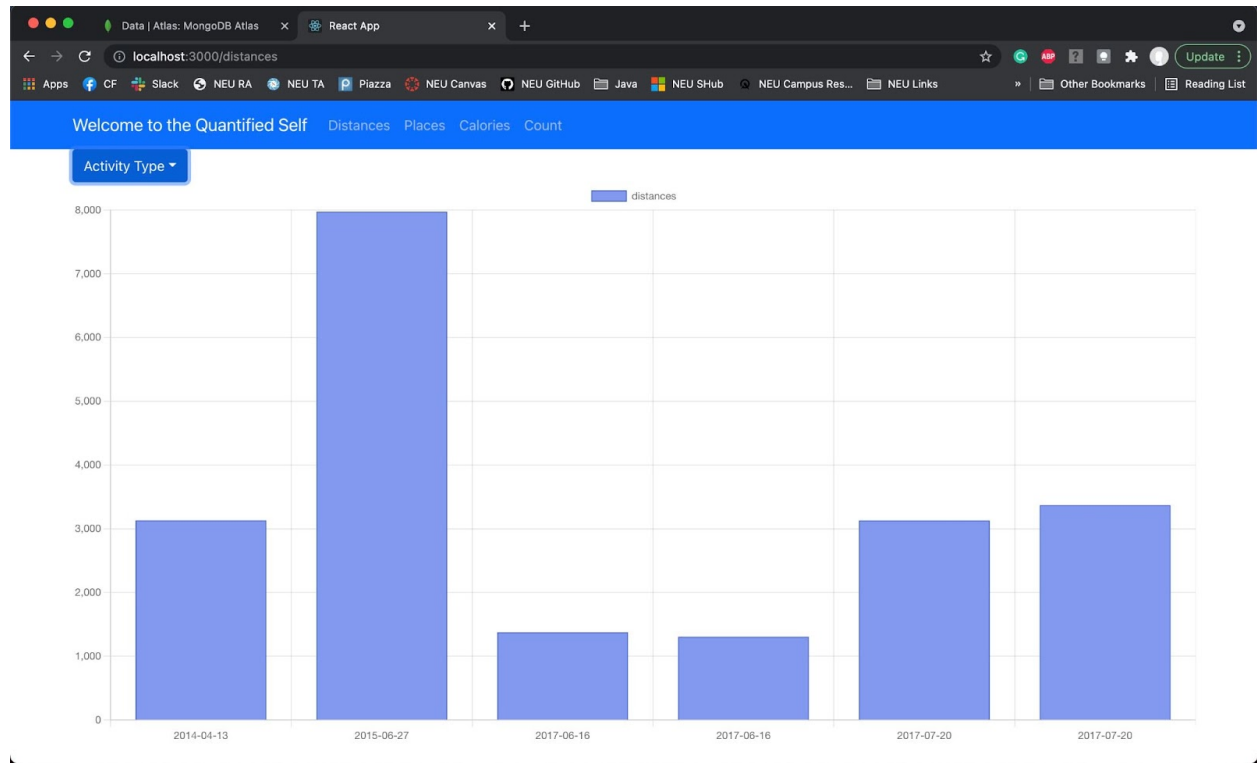 Data | Atlas: MongoDB Atlas React App
localhost:3000/distances ABP ? Update
Apps CF Slack NEU RA NEU TA Piazza NEU Canvas NEU GitHub Java NEU SHub NEU Campus Res... NEU Links » Other Bookmarks Reading List
Welcome to the Quantified Self Distances Places Calories Count
Activity Type
distances
8,000
7,000
6,000
5,000
4,000
3,000
2,000
1,000
0
2014-04-13 2015-06-27 2017-06-16 2017-06-16 2017-07-20 2017-07-20